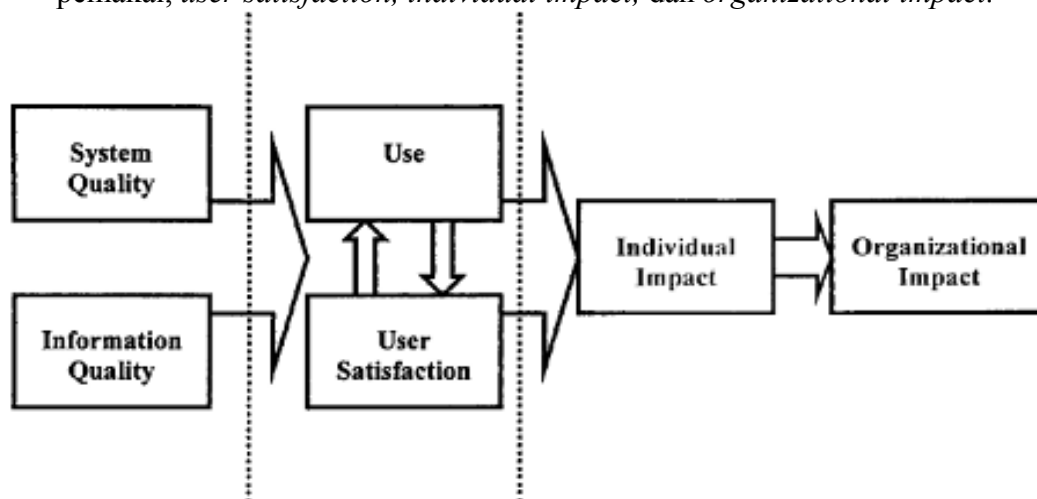 pemakai, user satisfaction, individual impact, dan organizational impact.
System
Quality
Use
Individual
Impact
Organizational
Impact
Information
Quality
User
Satisfaction